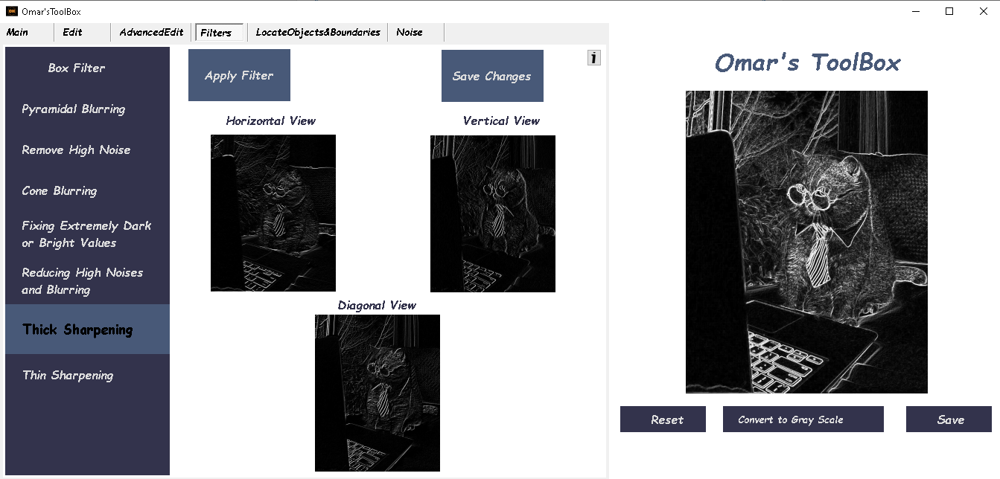 Omar'sToolBox
Main
Edit
AdvancedEdit
Filters
LocateObjects&Boundaries
Noise
Box Filter
Pyramidal Blurring
Remove High Noise
Cone Blurring
Fixing Extremely Dark
or Bright Values
Reducing High Noises
and Blurring
Thick Sharpening
Thin Sharpening
Apply Filter
Save Changes
i
Horizontal View
Vertical View
Diagonal View
Omar's ToolBox
Reset
Convert to Gray Scale
Save